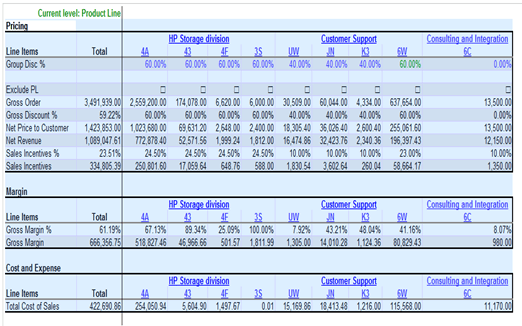 Current level: Product Line
Pricing
HP Storage division Customer Support Consulting and Integration
Line Items Total 4A 43 4F 3S UW JN K3 6W 6C
Group Disc % 60.00% 60.00% 60.00% 60.00% 40.00% 40.00% 40.00% 60.00% 0.00%
Exclude PL
Gross Order 3,491,939.00 2,559,200.00 174,078.00 6,620.00 6,000.00 30,509.00 60,044.00 4,334.00 637,654.00 13,500.00
Gross Discount % 59.22% 60.00% 60.00% 60.00% 60.00% 40.00% 40.00% 40.00% 60.00% 0.00%
Net Price to Customer 1,423,853.00 1,023,680.00 69,631.20 2,648.00 2,400.00 18,305.40 36,026.40 2,600.40 255,061.60 13,500.00
Net Revenue 1,089,047.61 772,878.40 52,571.56 1,999.24 1,812.00 16,474.86 32,423.76 2,340.36 196,397.43 12,150.00
Sales Incentives % 23.51% 24.50% 24.50% 24.50% 24.50% 10.00% 10.00% 10.00% 23.00% 10.00%
Sales Incentives 334,805.39 250,801.60 17,059.64 648.76 588.00 1,830.54 3,602.64 260.04 58,664.17 1,350.00
Margin
HP Storage division Customer Support Consulting and Integration
Line Items Total 4A 43 4F 3S UW JN K3 6W 6C
Gross Margin % 61.19% 67.13% 89.34% 25.09% 100.00% 7.92% 43.21% 48.04% 41.16% 8.07%
Gross Margin 666,356.75 518,827.46 46,966.66 501.57 1,811.99 1,305.00 14,010.28 1,124.36 80,829.43 980.00
Cost and Expense
HP Storage division Customer Support Consulting and Integration
Line Items Total 4A 43 4F 3S UW JN K3 6W 6C
Total Cost of Sales 422,690.86 254,050.94 5,604.90 1,497.67 0.01 15,169.86 18,413.48 1,216.00 115,568.00 11,170.00